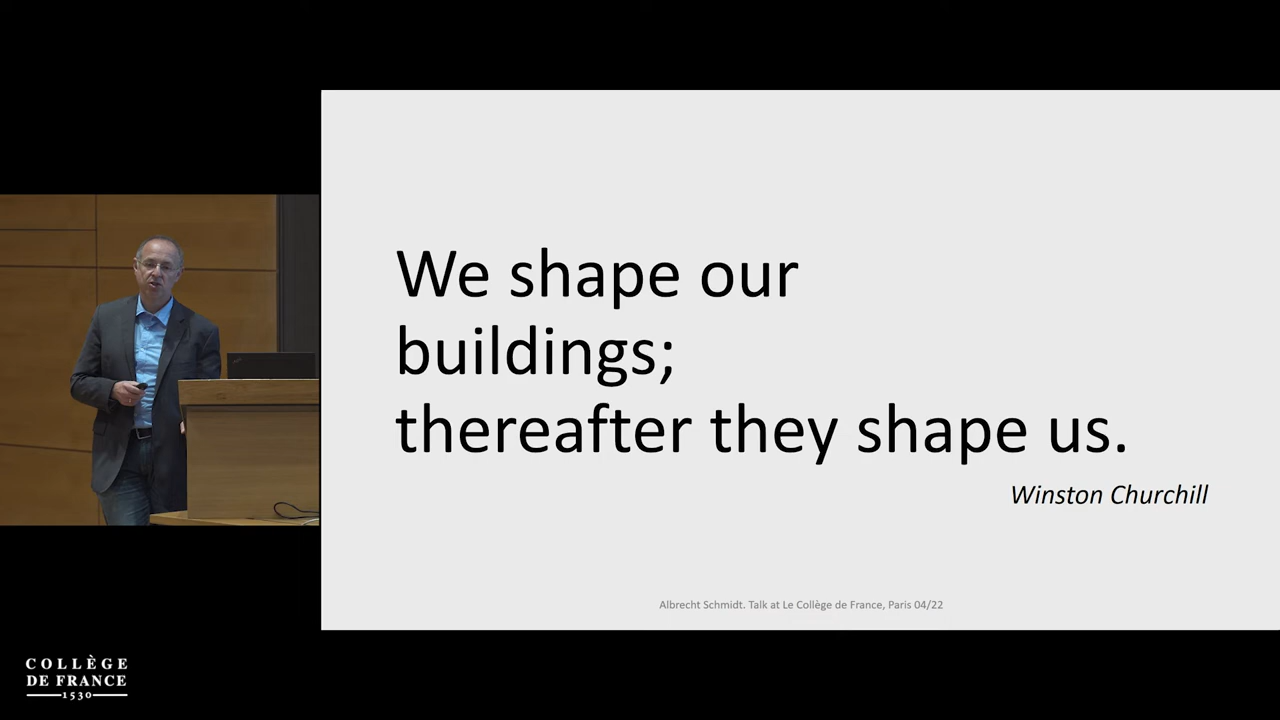 We shape our
buildings;
thereafter they shape us.
Winston Churchill
Albrecht Schmidt. Talk at Le Collège de France, Paris 04/22
COLLÈGE
DE FRANCE
1530